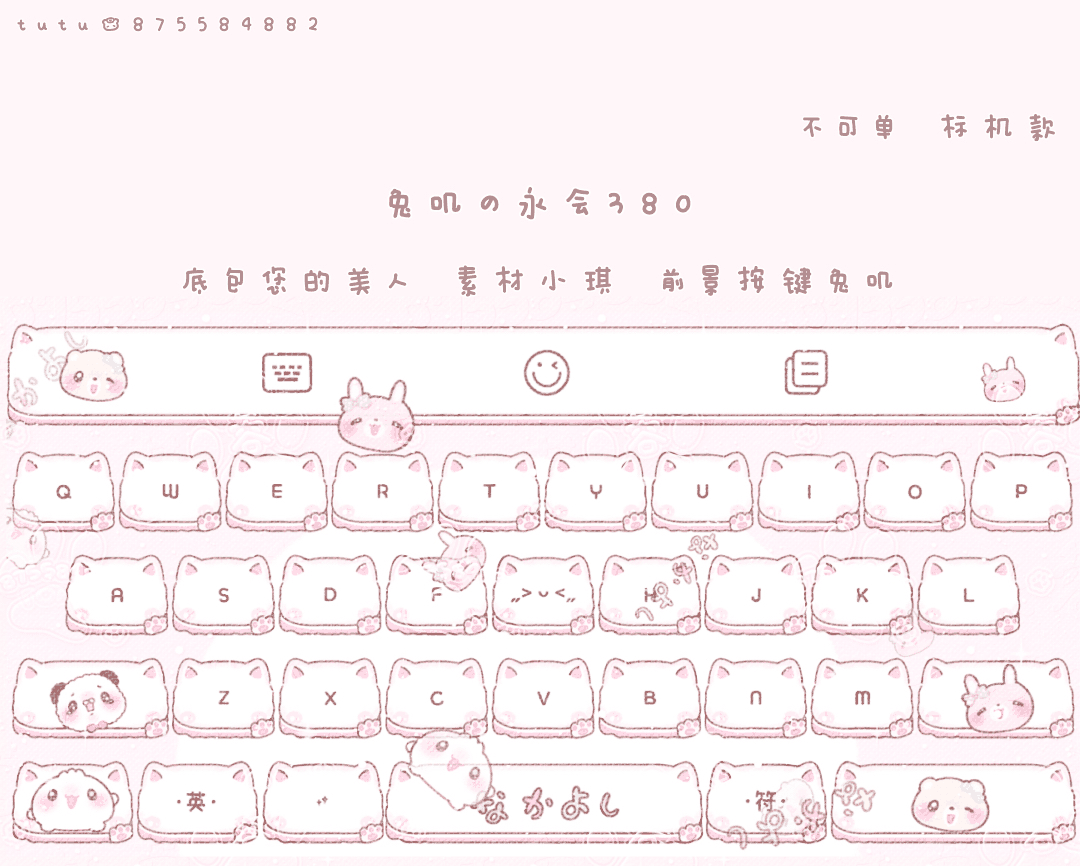 tutu 875584882
不可单 标机款
兔叽の永会380
底包您的美人 素材小琪 前景按键兔叽
Q W E R T Y U I O P
A S D F „> ᴗ <„ H J K L
Z X C V B N M
·英· なかよし ·符·